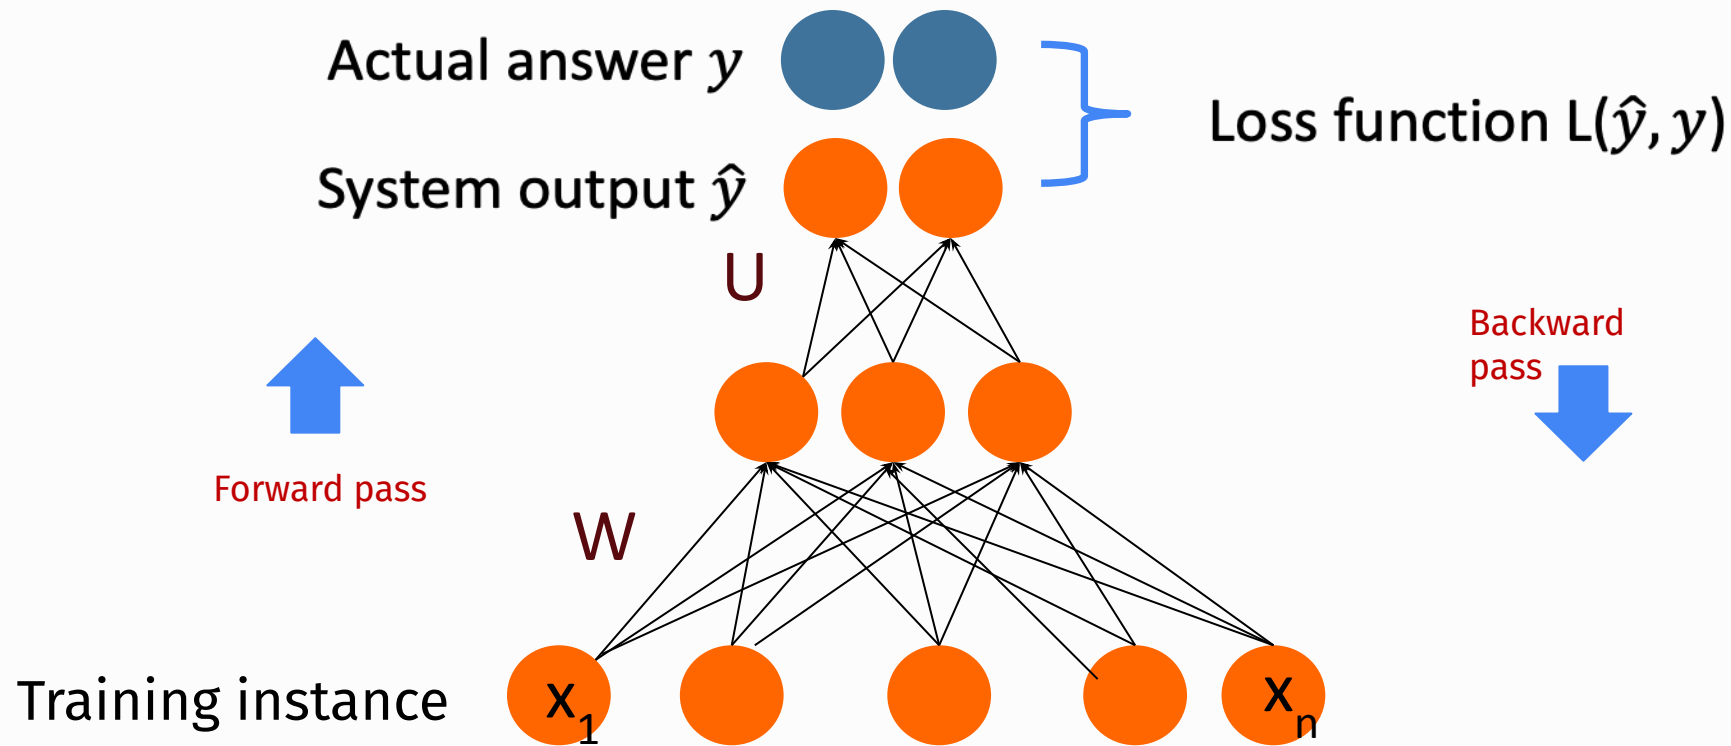 Actual answer y
Loss function L(ŷ, y)
System output ŷ
U
Backward
pass
Forward pass
W
Training instance
x₁
xₙ